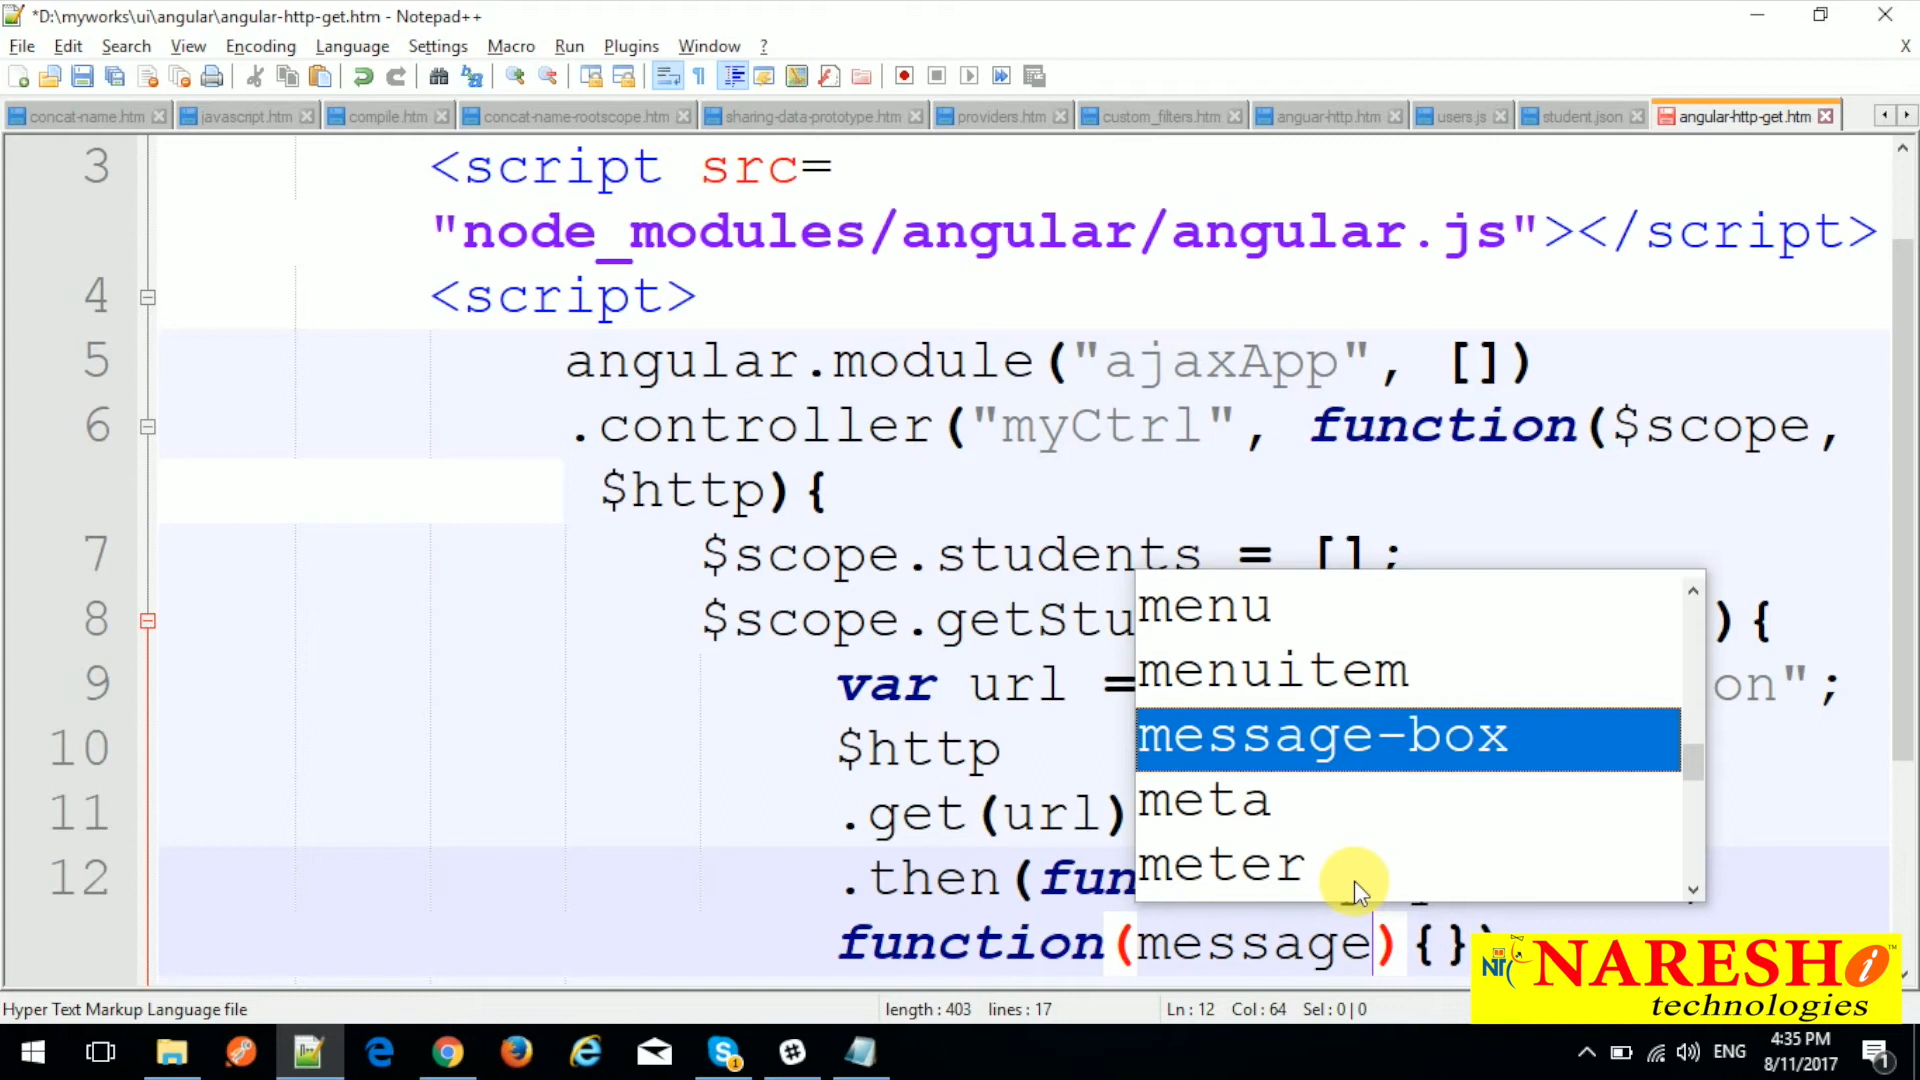 *D:\myworks\ui\angular\angular-http-get.htm - Notepad++
File Edit Search View Encoding Language Settings Macro Run Plugins Window ? X
concat-name.htm javascript.htm compile.htm concat-name-rootscope.htm sharing-data-prototype.htm providers.htm custom_filters.htm anguar-http.htm users.js student.json angular-http-get.htm
3 <script src=
"node_modules/angular/angular.js"></script>
4 <script>
5 angular.module("ajaxApp", [])
6 .controller("myCtrl", function($scope,
$http){
7 $scope.students = [];
8 $scope.getStu ){
9 var url = on";
10 $http
11 .get(url)
12 .then(fun
function(message){})
menu
menuitem
message-box
meta
meter
NARESH i
technologies
Hyper Text Markup Language file length : 403 lines : 17 Ln : 12 Col : 64 Sel : 0 | 0
ENG 4:35 PM
8/11/2017
1
1